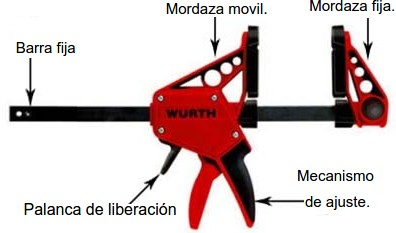 Mordaza movil.
Mordaza fija.
Barra fija
WURTH
Mecanismo
de ajuste.
Palanca de liberación